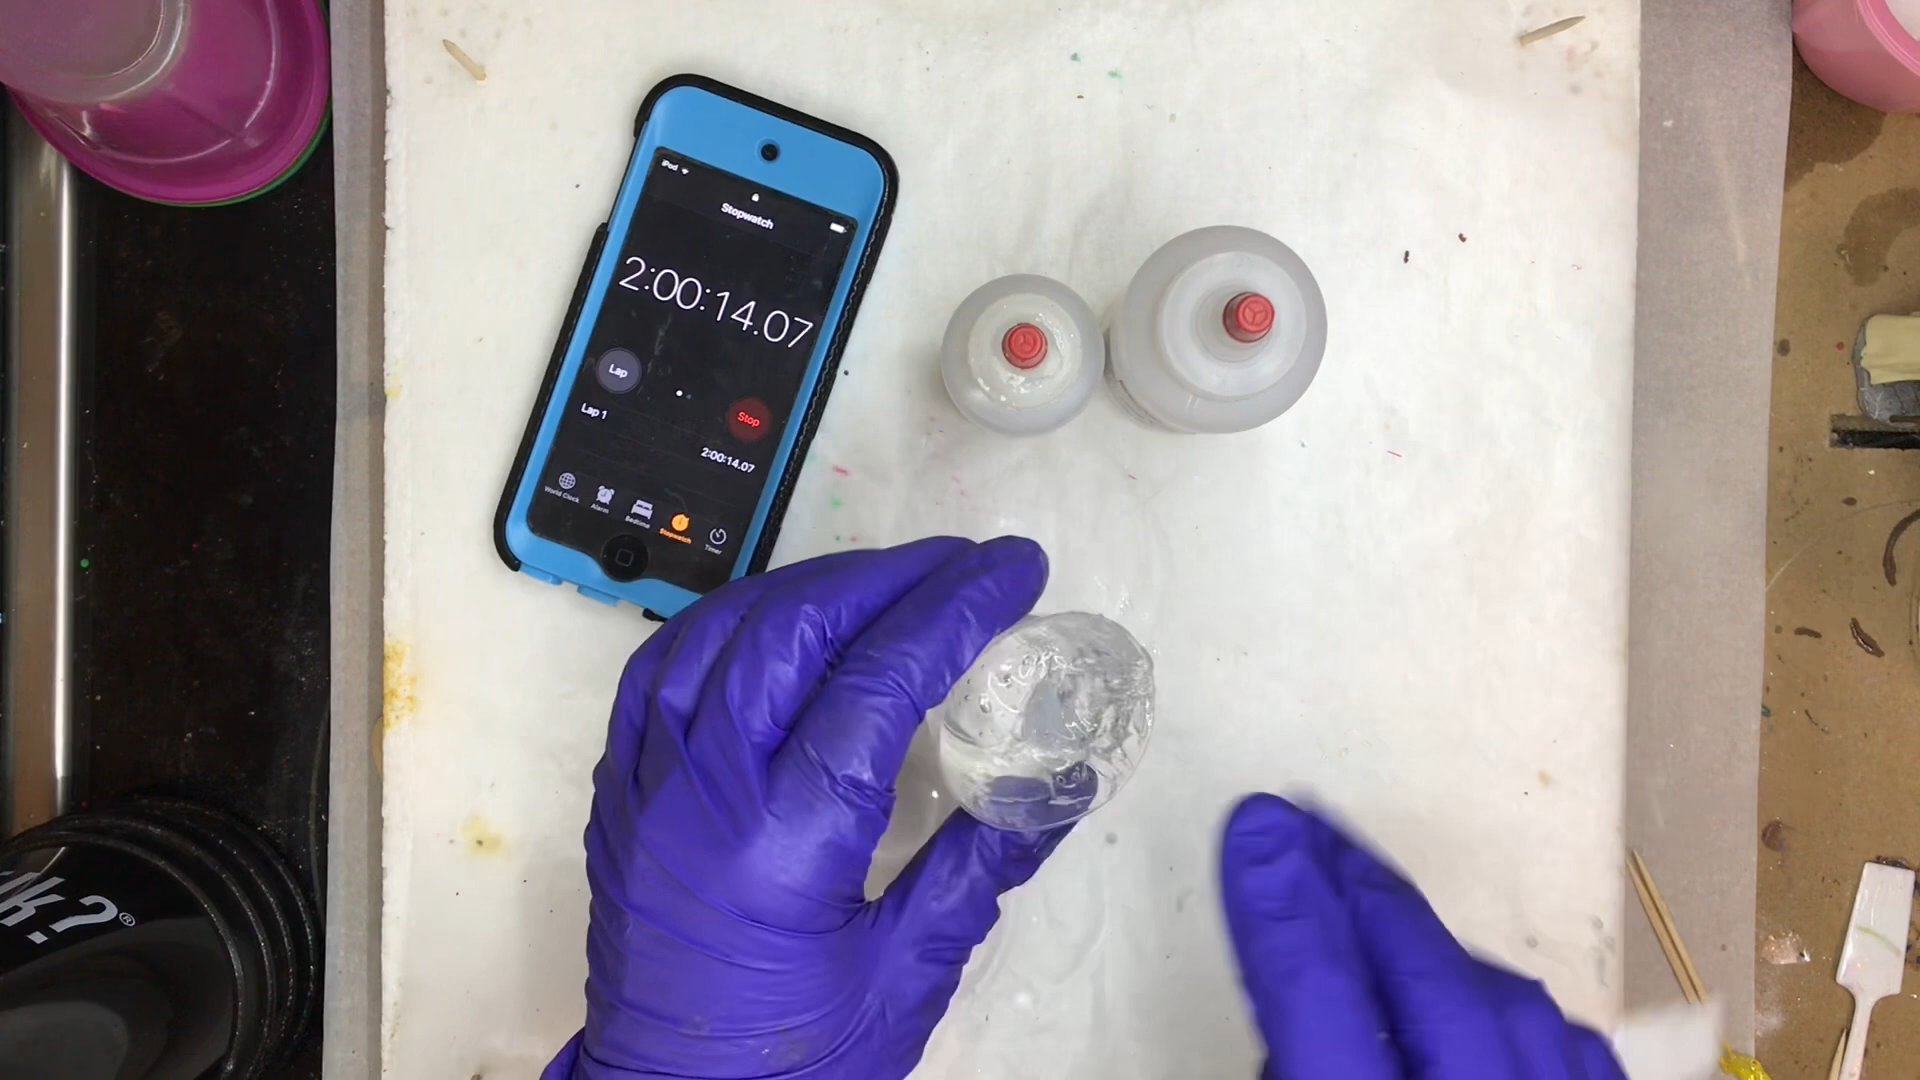 iPod
Stopwatch
2:00:14.07
Lap
Stop
Lap 1
2:00:14.07
World Clock
Alarm
Bedtime
Stopwatch
Timer
?®